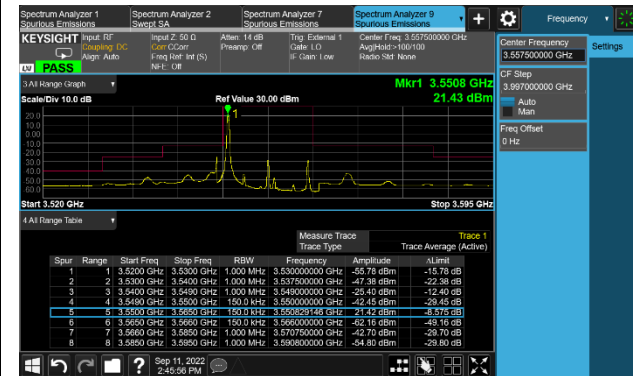 Spectrum Analyzer 1
Spurious Emissions
Spectrum Analyzer 2
Swept SA
Spectrum Analyzer 7
Spurious Emissions
Spectrum Analyzer 9
Spurious Emissions
+
Frequency
KEYSIGHT
Input: RF
Coupling: DC
Align: Auto
Input Z: 50 Ω
Corr CCorr
Freq Ref: Int (S)
NFE: Off
Atten: 14 dB
Preamp: Off
Trig: External 1
Gate: LO
IF Gain: Low
Center Freq: 3.557500000 GHz
Avg|Hold:>100/100
Radio Std: None
LXI PASS
3 All Range Graph
Mkr1 3.5508 GHz
Scale/Div 10.0 dB
Ref Value 30.00 dBm
21.43 dBm
1
20.0
10.0
0.00
-10.0
-20.0
-30.0
-40.0
-50.0
-60.0
Start 3.520 GHz
Stop 3.595 GHz
4 All Range Table
Measure Trace Trace 1
Trace Type Trace Average (Active)
Spur Range Start Freq Stop Freq RBW Frequency Amplitude ΔLimit
1 1 3.5200 GHz 3.5300 GHz 1.000 MHz 3.530000000 GHz -55.78 dBm -15.78 dB
2 2 3.5300 GHz 3.5400 GHz 1.000 MHz 3.537500000 GHz -47.38 dBm -22.38 dB
3 3 3.5400 GHz 3.5490 GHz 1.000 MHz 3.549000000 GHz -25.40 dBm -12.40 dB
4 4 3.5490 GHz 3.5500 GHz 150.0 kHz 3.550000000 GHz -42.45 dBm -29.45 dB
5 5 3.5500 GHz 3.5650 GHz 150.0 kHz 3.550829146 GHz 21.42 dBm -8.575 dB
6 6 3.5650 GHz 3.5660 GHz 150.0 kHz 3.566000000 GHz -62.16 dBm -49.16 dB
7 7 3.5660 GHz 3.5850 GHz 1.000 MHz 3.570750000 GHz -42.70 dBm -29.70 dB
8 8 3.5850 GHz 3.5950 GHz 1.000 MHz 3.590800000 GHz -54.80 dBm -29.80 dB
Center Frequency
3.557500000 GHz
Settings
CF Step
3.997000000 GHz
Auto
Man
Freq Offset
0 Hz
?
Sep 11, 2022
2:45:56 PM